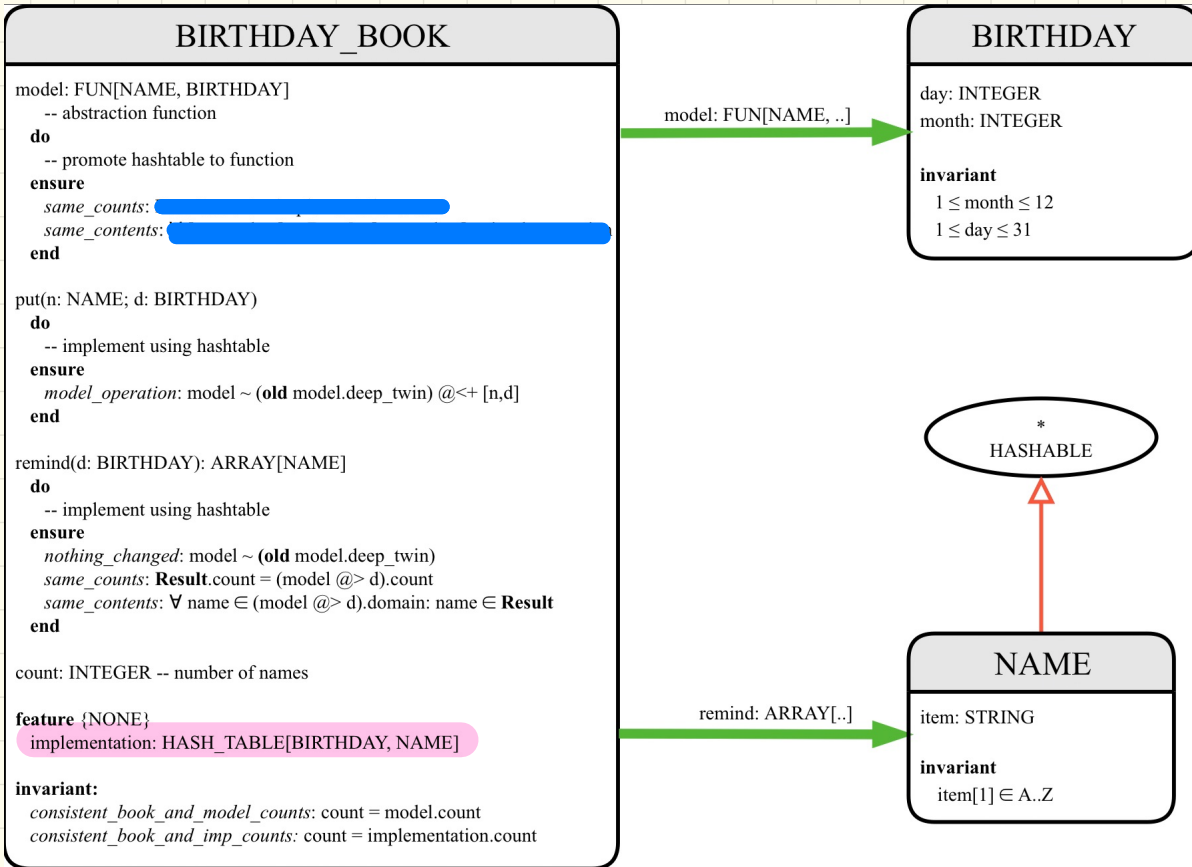 BIRTHDAY_BOOK
model: FUN[NAME, BIRTHDAY]
-- abstraction function
do
-- promote hashtable to function
ensure
same_counts:
same_contents:
end
put(n: NAME; d: BIRTHDAY)
do
-- implement using hashtable
ensure
model_operation: model ~ (old model.deep_twin) @<+ [n,d]
end
remind(d: BIRTHDAY): ARRAY[NAME]
do
-- implement using hashtable
ensure
nothing_changed: model ~ (old model.deep_twin)
same_counts: Result.count = (model @> d).count
same_contents: ∀ name ∈ (model @> d).domain: name ∈ Result
end
count: INTEGER -- number of names
feature {NONE}
implementation: HASH_TABLE[BIRTHDAY, NAME]
invariant:
consistent_book_and_model_counts: count = model.count
consistent_book_and_imp_counts: count = implementation.count
model: FUN[NAME, ..]
remind: ARRAY[..]
BIRTHDAY
day: INTEGER
month: INTEGER
invariant
1 ≤ month ≤ 12
1 ≤ day ≤ 31
*
HASHABLE
NAME
item: STRING
invariant
item[1] ∈ A..Z